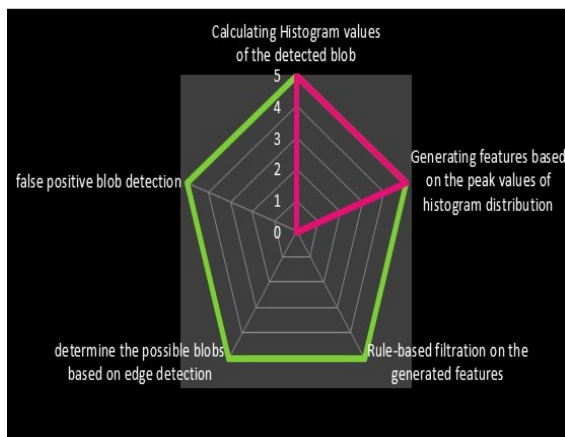 Calculating Histogram values
of the detected blob
5
4
3
2
1
0
Generating features based
on the peak values of
histogram distribution
Rule-based filtration on the
generated features
determine the possible blobs
based on edge detection
false positive blob detection